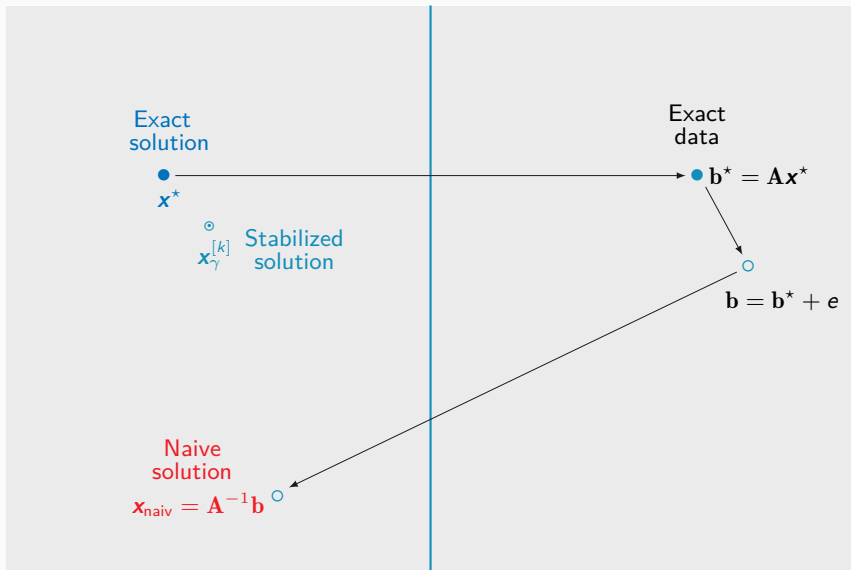 Exact
solution
x⋆
x_γ^[k]
Stabilized
solution
Exact
data
b⋆ = Ax⋆
b = b⋆ + e
Naive
solution
x_naiv = A⁻¹b